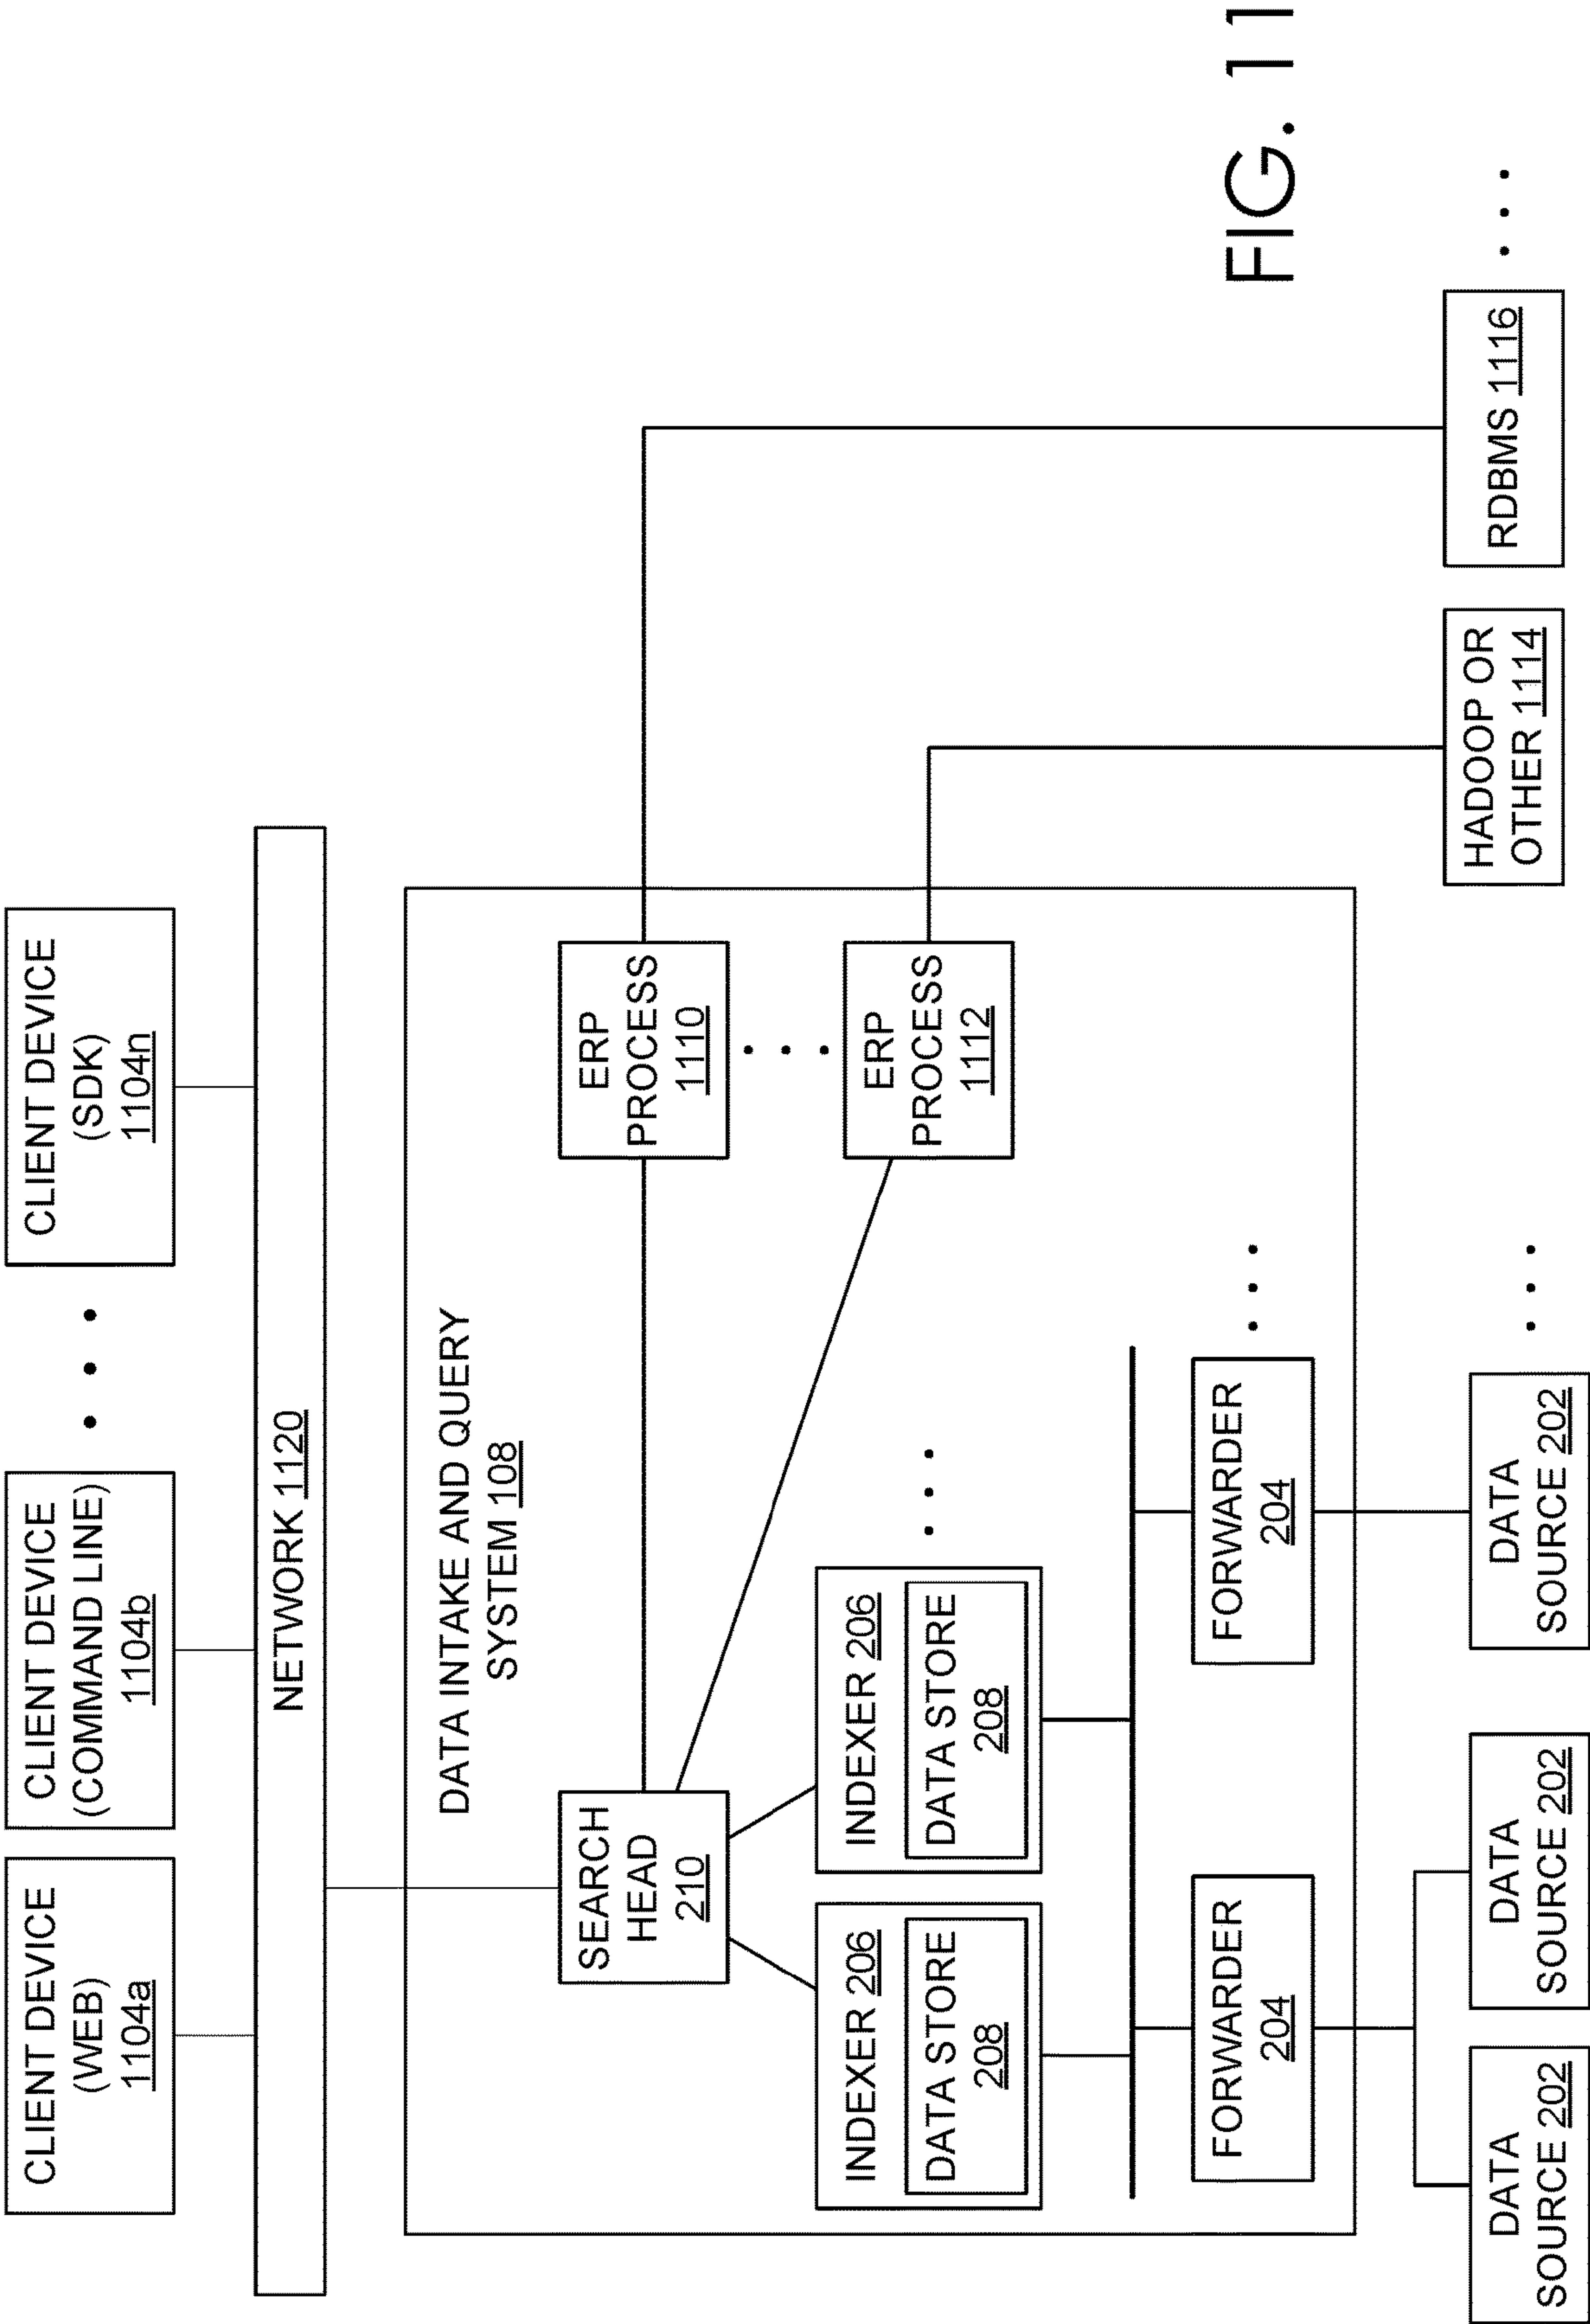 CLIENT DEVICE
(WEB)
1104a
CLIENT DEVICE
(COMMAND LINE)
1104b
. . .
CLIENT DEVICE
(SDK)
1104n
NETWORK 1120
DATA INTAKE AND QUERY
SYSTEM 108
SEARCH
HEAD
210
ERP
PROCESS
1110
. . .
ERP
PROCESS
1112
INDEXER 206
DATA STORE
208
INDEXER 206
DATA STORE
208
. . .
FORWARDER
204
FORWARDER
204
. . .
DATA
SOURCE 202
DATA
SOURCE 202
DATA
SOURCE 202
. . .
HADOOP OR
OTHER 1114
RDBMS 1116
. . .
FIG. 11